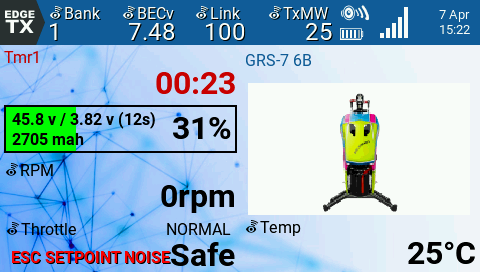 EDGE TX
Bank
1
BECv
7.48
Link
100
TxMW
25
7 Apr
15:22
Tmr1
00:23
45.8 v / 3.82 v (12s)
2705 mah
31%
RPM
0rpm
Throttle
NORMAL
ESC SETPOINT NOISE
Safe
GRS-7 6B
Temp
25°C